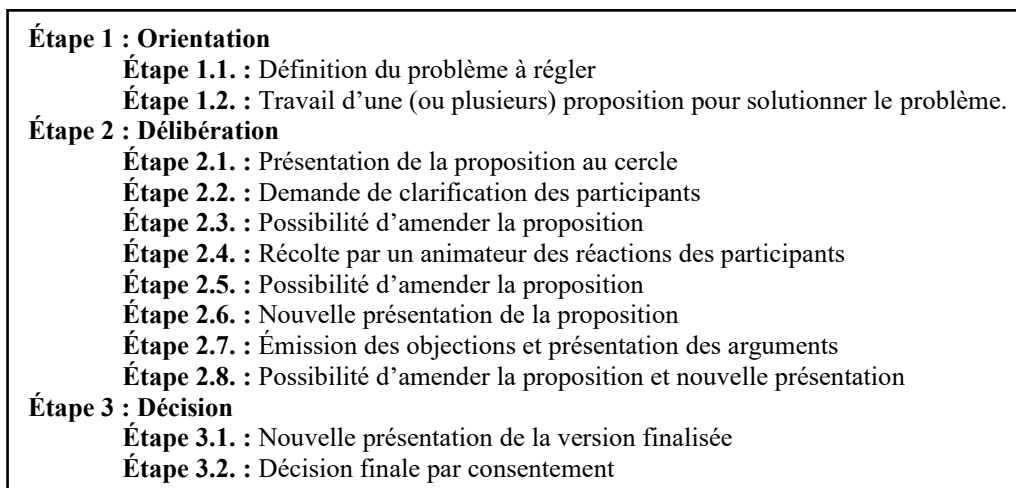 Étape 1 : Orientation
Étape 1.1. : Définition du problème à régler
Étape 1.2. : Travail d’une (ou plusieurs) proposition pour solutionner le problème.
Étape 2 : Délibération
Étape 2.1. : Présentation de la proposition au cercle
Étape 2.2. : Demande de clarification des participants
Étape 2.3. : Possibilité d’amender la proposition
Étape 2.4. : Récolte par un animateur des réactions des participants
Étape 2.5. : Possibilité d’amender la proposition
Étape 2.6. : Nouvelle présentation de la proposition
Étape 2.7. : Émission des objections et présentation des arguments
Étape 2.8. : Possibilité d’amender la proposition et nouvelle présentation
Étape 3 : Décision
Étape 3.1. : Nouvelle présentation de la version finalisée
Étape 3.2. : Décision finale par consentement